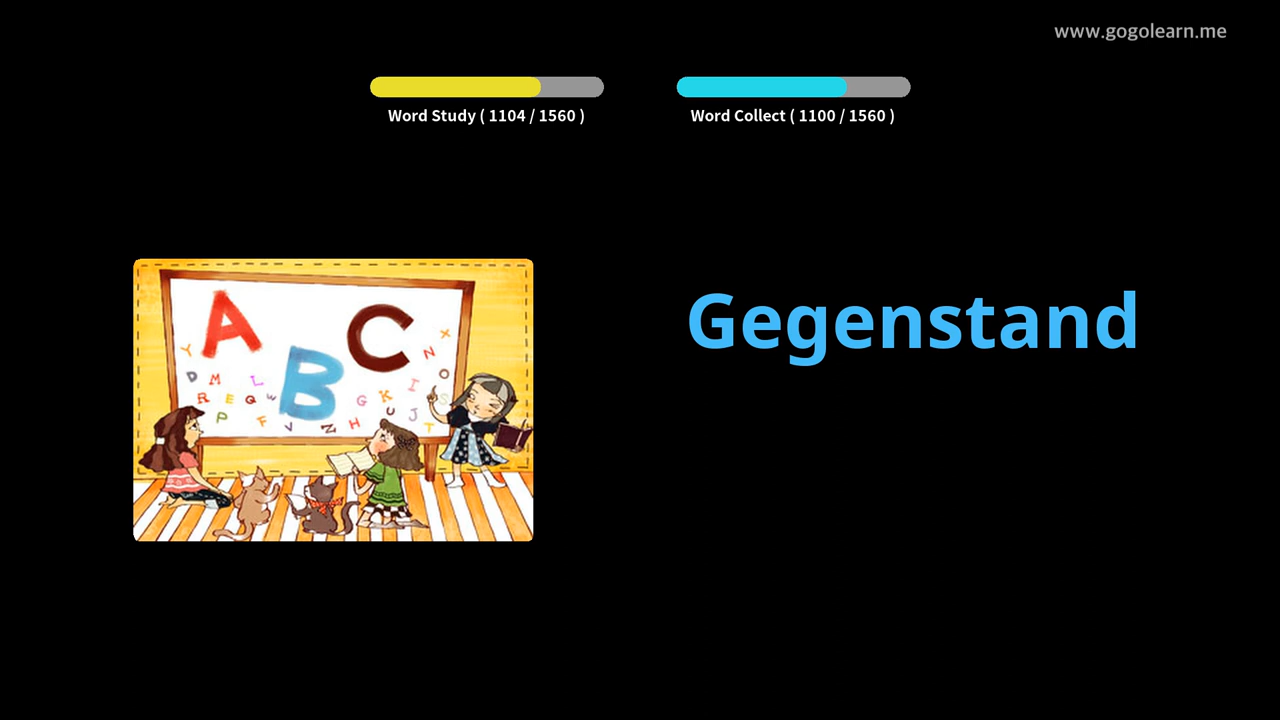 www.gogolearn.me
Word Study ( 1104 / 1560 )
Word Collect ( 1100 / 1560 )
Gegenstand
A
B
C
Y
X
N
D
M
L
O
I
R
E
Q
W
G
K
S
P
F
V
Z
H
U
J
T